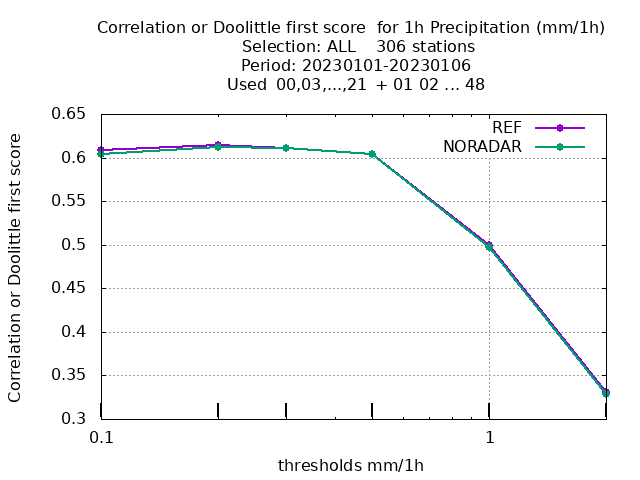 Correlation or Doolittle first score  for 1h Precipitation (mm/1h)
Selection: ALL    306 stations
Period: 20230101-20230106
Used  00,03,...,21  + 01 02 ... 48
Correlation or Doolittle first score
0.65
0.6
0.55
0.5
0.45
0.4
0.35
0.3
REF
NORADAR
0.1
1
thresholds mm/1h